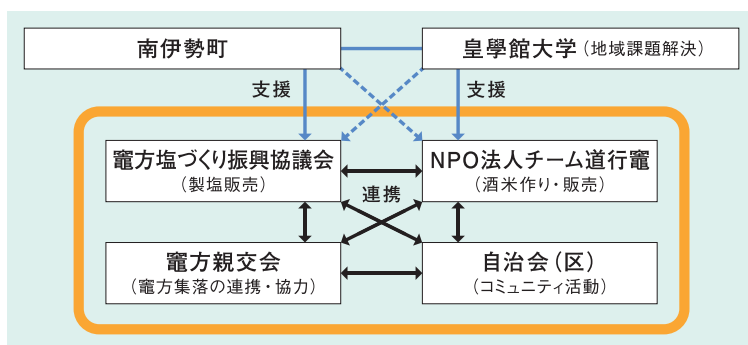 南伊勢町
皇學館大学（地域課題解決）
支援
支援
竈方塩づくり振興協議会
（製塩販売）
NPO法人チーム道行竈
（酒米作り・販売）
連携
竈方親交会
（竈方集落の連携・協力）
自治会（区）
（コミュニティ活動）